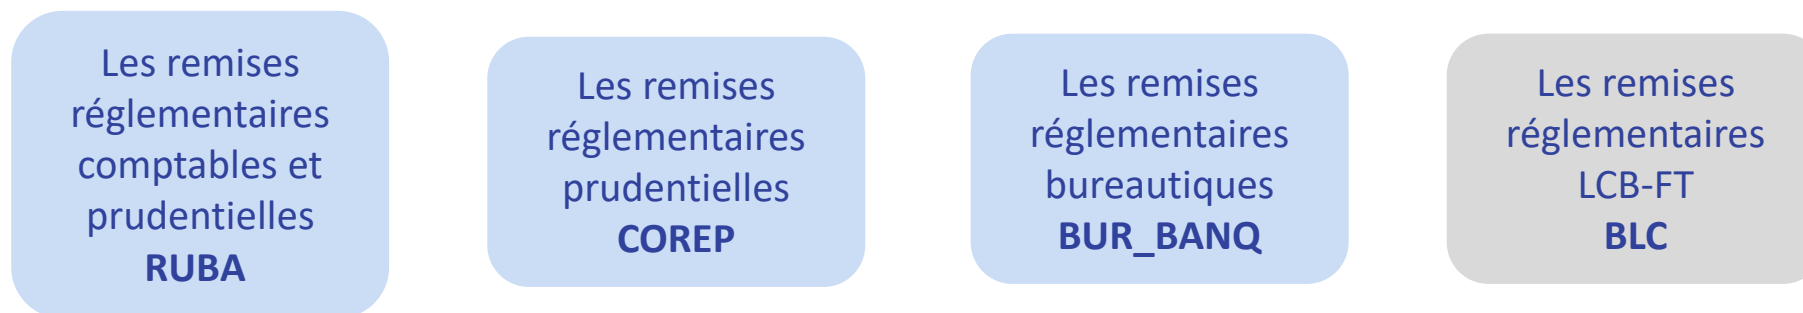 Les remises
réglementaires
comptables et
prudentielles
RUBA
Les remises
réglementaires
prudentielles
COREP
Les remises
réglementaires
bureautiques
BUR_BANQ
Les remises
réglementaires
LCB-FT
BLC